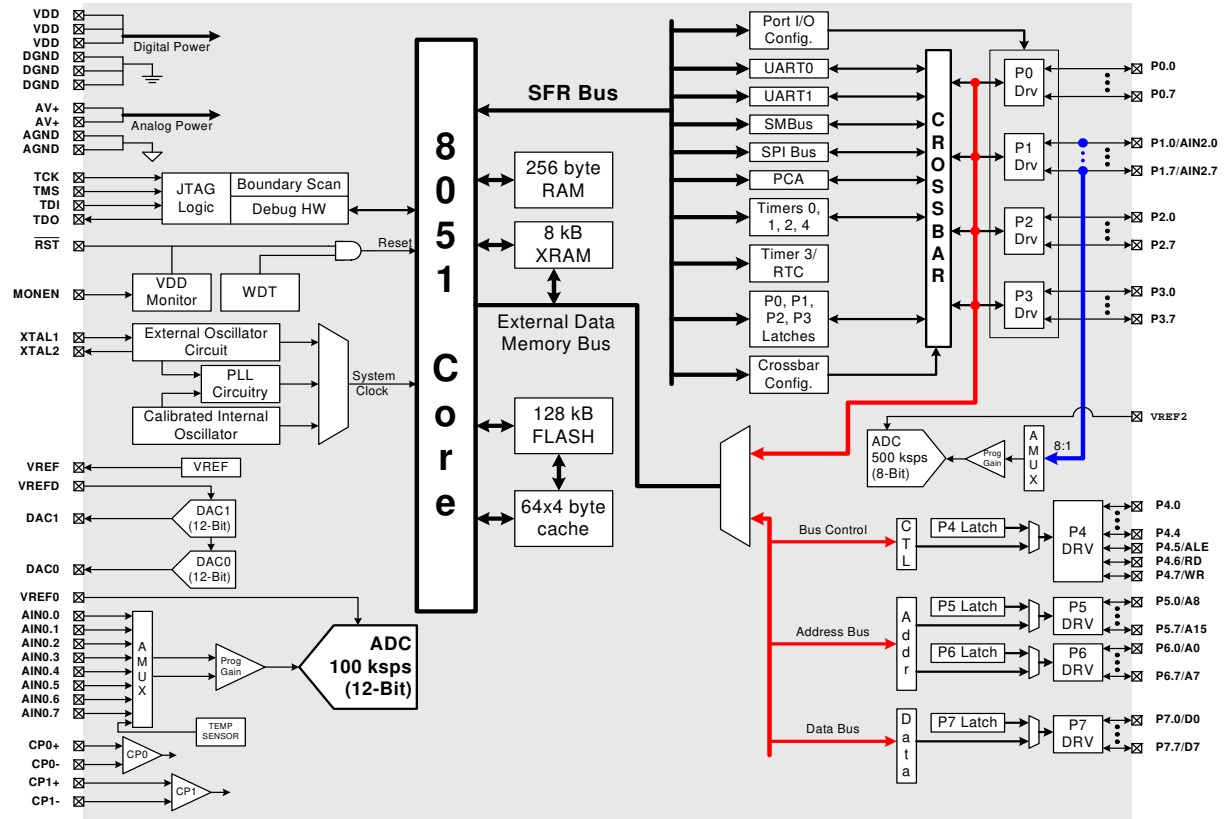 VDD
VDD
VDD
Digital Power
DGND
DGND
DGND
AV+
AV+
Analog Power
AGND
AGND
TCK
TMS
TDI
TDO
JTAG
Logic
Boundary Scan
Debug HW
RST
Reset
MONEN
VDD
Monitor
WDT
XTAL1
XTAL2
External Oscillator
Circuit
PLL
Circuitry
Calibrated Internal
Oscillator
System
Clock
VREF
VREF
VREFD
DAC1
DAC1
(12-Bit)
DAC0
DAC0
(12-Bit)
VREF0
AIN0.0
AIN0.1
AIN0.2
AIN0.3
AIN0.4
AIN0.5
AIN0.6
AIN0.7
A
M
U
X
Prog
Gain
ADC
100 ksps
(12-Bit)
TEMP
SENSOR
CP0+
CP0-
CP0
CP1+
CP1-
CP1
8
0
5
1
C
o
r
e
SFR Bus
256 byte
RAM
8 kB
XRAM
External Data
Memory Bus
128 kB
FLASH
64x4 byte
cache
Port I/O
Config.
UART0
UART1
SMBus
SPI Bus
PCA
Timers 0,
1, 2, 4
Timer 3/
RTC
P0, P1,
P2, P3
Latches
Crossbar
Config.
C
R
O
S
S
B
A
R
P0
Drv
P1
Drv
P2
Drv
P3
Drv
P0.0
P0.7
P1.0/AIN2.0
P1.7/AIN2.7
P2.0
P2.7
P3.0
P3.7
VREF2
ADC
500 ksps
(8-Bit)
Prog
Gain
A
M
U
X
8:1
Bus Control
C
T
L
P4 Latch
P4
DRV
P4.0
P4.4
P4.5/ALE
P4.6/RD
P4.7/WR
Address Bus
A
d
d
r
P5 Latch
P5
DRV
P5.0/A8
P5.7/A15
P6 Latch
P6
DRV
P6.0/A0
P6.7/A7
Data Bus
D
a
t
a
P7 Latch
P7
DRV
P7.0/D0
P7.7/D7